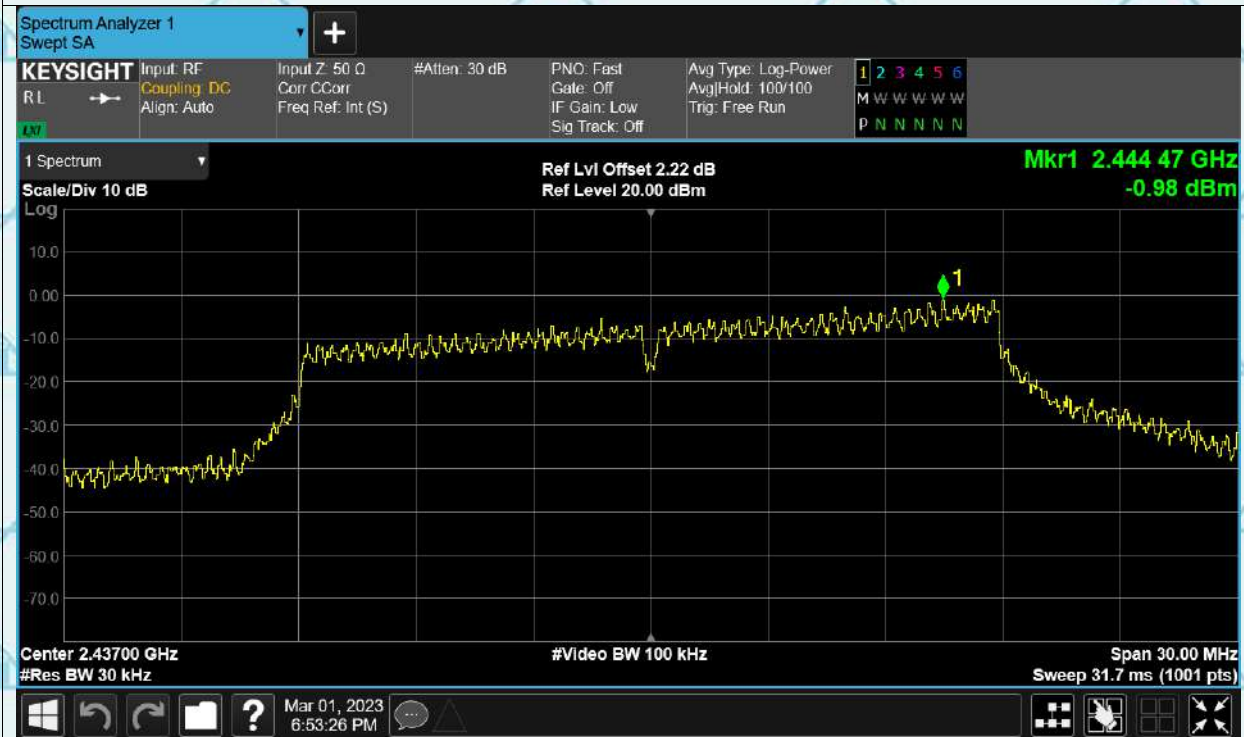 Spectrum Analyzer 1
Swept SA
+
KEYSIGHT
RL
LXI
Input: RF
Coupling: DC
Align: Auto
Input Z: 50 Ω
Corr CCorr
Freq Ref: Int (S)
#Atten: 30 dB
PNO: Fast
Gate: Off
IF Gain: Low
Sig Track: Off
Avg Type: Log-Power
Avg|Hold: 100/100
Trig: Free Run
1 2 3 4 5 6
M W W W W W
P N N N N N
1 Spectrum
Scale/Div 10 dB
Log
Ref Lvl Offset 2.22 dB
Ref Level 20.00 dBm
Mkr1 2.444 47 GHz
-0.98 dBm
10.0
0.00
-10.0
-20.0
-30.0
-40.0
-50.0
-60.0
-70.0
1
Center 2.43700 GHz
#Res BW 30 kHz
#Video BW 100 kHz
Span 30.00 MHz
Sweep 31.7 ms (1001 pts)
?
Mar 01, 2023
6:53:26 PM